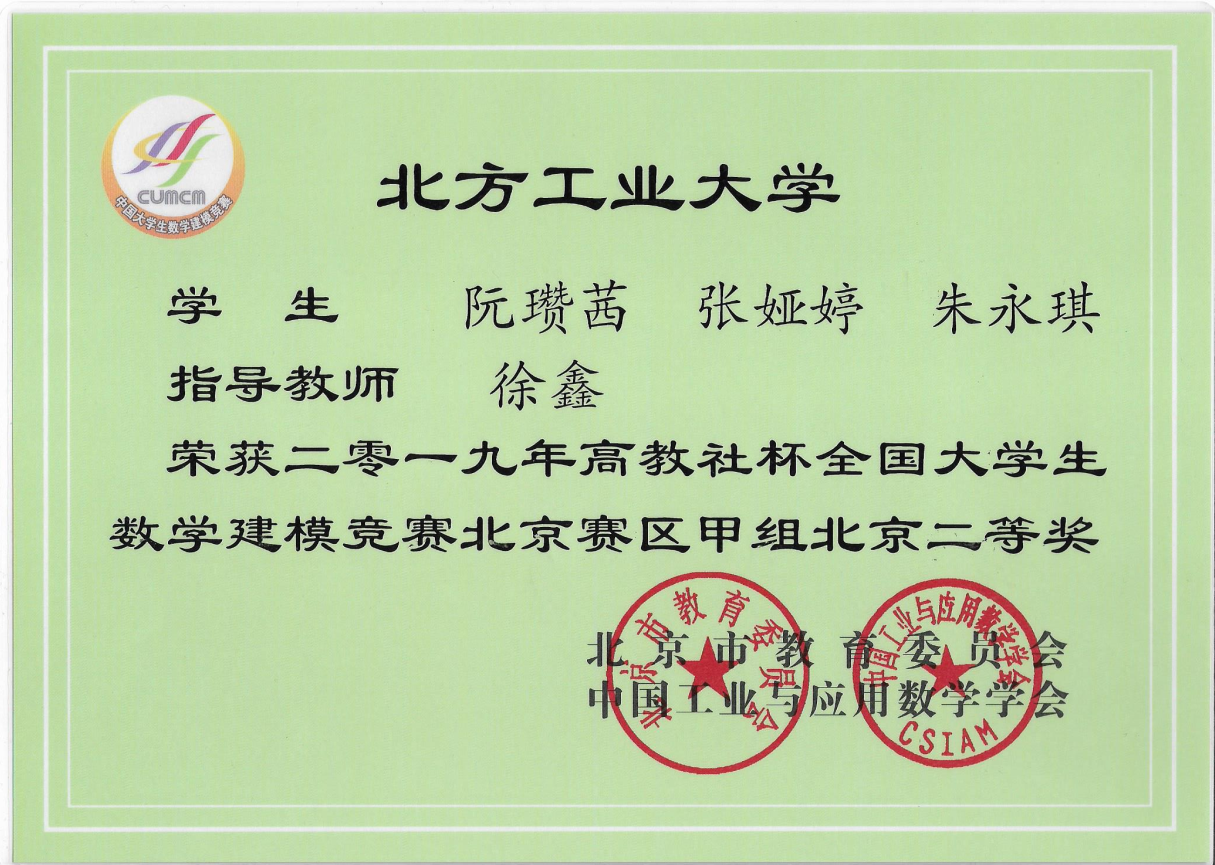 CUMCM
中国大学生数学建模竞赛
北方工业大学
学 生 阮瓒茜 张娅婷 朱永琪
指导教师 徐鑫
荣获二零一九年高教社杯全国大学生
数学建模竞赛北京赛区甲组北京二等奖
北京市教育委员会
中国工业与应用数学学会
北京市教育委员会
中国工业与应用数学学会
CSIAM